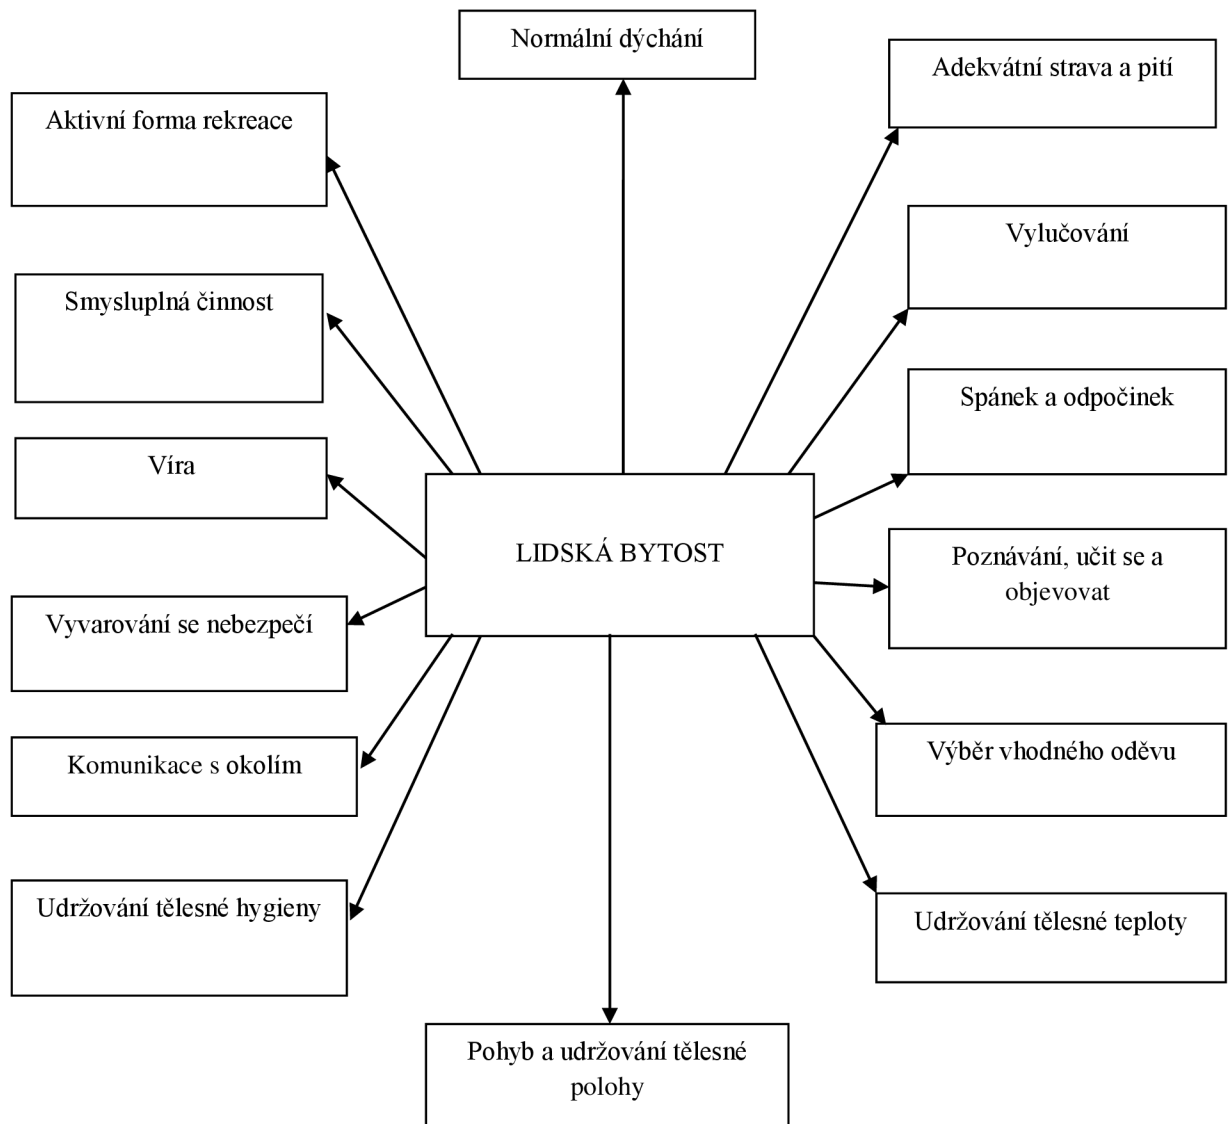 Normální dýchání
Adekvátní strava a pití
Aktivní forma rekreace
Vylučování
Smysluplná činnost
Spánek a odpočinek
Víra
LIDSKÁ BYTOST
Poznávání, učit se a
objevovat
Vyvarování se nebezpečí
Komunikace s okolím
Výběr vhodného oděvu
Udržování tělesné hygieny
Udržování tělesné teploty
Pohyb a udržování tělesné
polohy